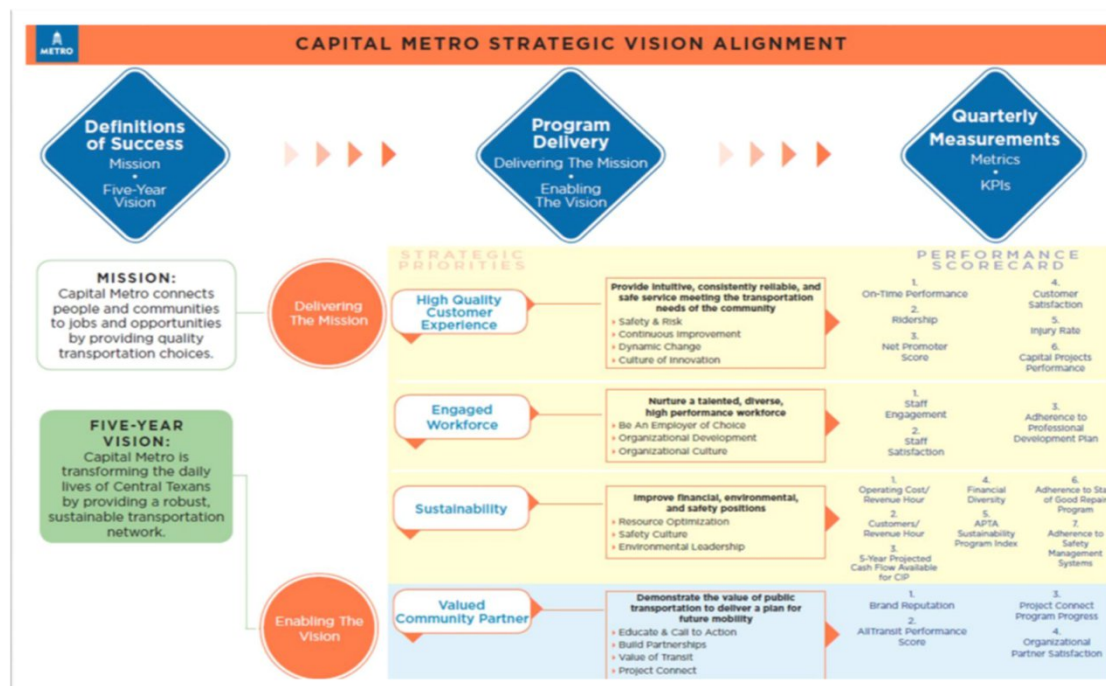 METRO
CAPITAL METRO STRATEGIC VISION ALIGNMENT
Definitions
of Success
Mission
•
Five-Year
Vision
Program
Delivery
Delivering The Mission
•
Enabling
The Vision
Quarterly
Measurements
Metrics
•
KPIs
MISSION:
Capital Metro connects
people and communities
to jobs and opportunities
by providing quality
transportation choices.
FIVE-YEAR
VISION:
Capital Metro is
transforming the daily
lives of Central Texans
by providing a robust,
sustainable transportation
network.
Delivering
The Mission
Enabling The
Vision
STRATEGIC
PRIORITIES
PERFORMANCE
SCORECARD
High Quality
Customer
Experience
Provide intuitive, consistently reliable, and
safe service meeting the transportation
needs of the community
Safety & Risk
Continuous Improvement
Dynamic Change
Culture of Innovation
1.
On-Time Performance
2.
Ridership
3.
Net Promoter
Score
4.
Customer
Satisfaction
5.
Injury Rate
6.
Capital Projects
Performance
Engaged
Workforce
Nurture a talented, diverse,
high performance workforce
Be An Employer of Choice
Organizational Development
Organizational Culture
1.
Staff
Engagement
2.
Staff
Satisfaction
3.
Adherence to
Professional
Development Plan
Sustainability
Improve financial, environmental,
and safety positions
Resource Optimization
Safety Culture
Environmental Leadership
1.
Operating Cost/
Revenue Hour
2.
Customers/
Revenue Hour
3.
5-Year Projected
Cash Flow Available
for CIP
4.
Financial
Diversity
5.
APTA
Sustainability
Program Index
6.
Adherence to Sta
of Good Repair
Program
7.
Adherence to
Safety
Management
Systems
Valued
Community Partner
Demonstrate the value of public
transportation to deliver a plan for
future mobility
Educate & Call to Action
Build Partnerships
Value of Transit
Project Connect
1.
Brand Reputation
2.
AllTransit Performance
Score
3.
Project Connect
Program Progress
4.
Organizational
Partner Satisfaction